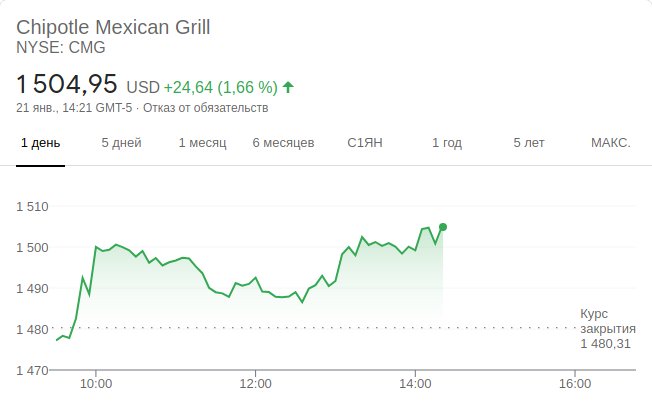 Chipotle Mexican Grill
NYSE: CMG
1 504,95 USD +24,64 (1,66 %)
21 янв., 14:21 GMT-5 · Отказ от обязательств
1 день 5 дней 1 месяц 6 месяцев С1ЯН 1 год 5 лет МАКС.
1 510
1 500
1 490
1 480
1 470
Курс
закрытия
1 480,31
10:00 12:00 14:00 16:00